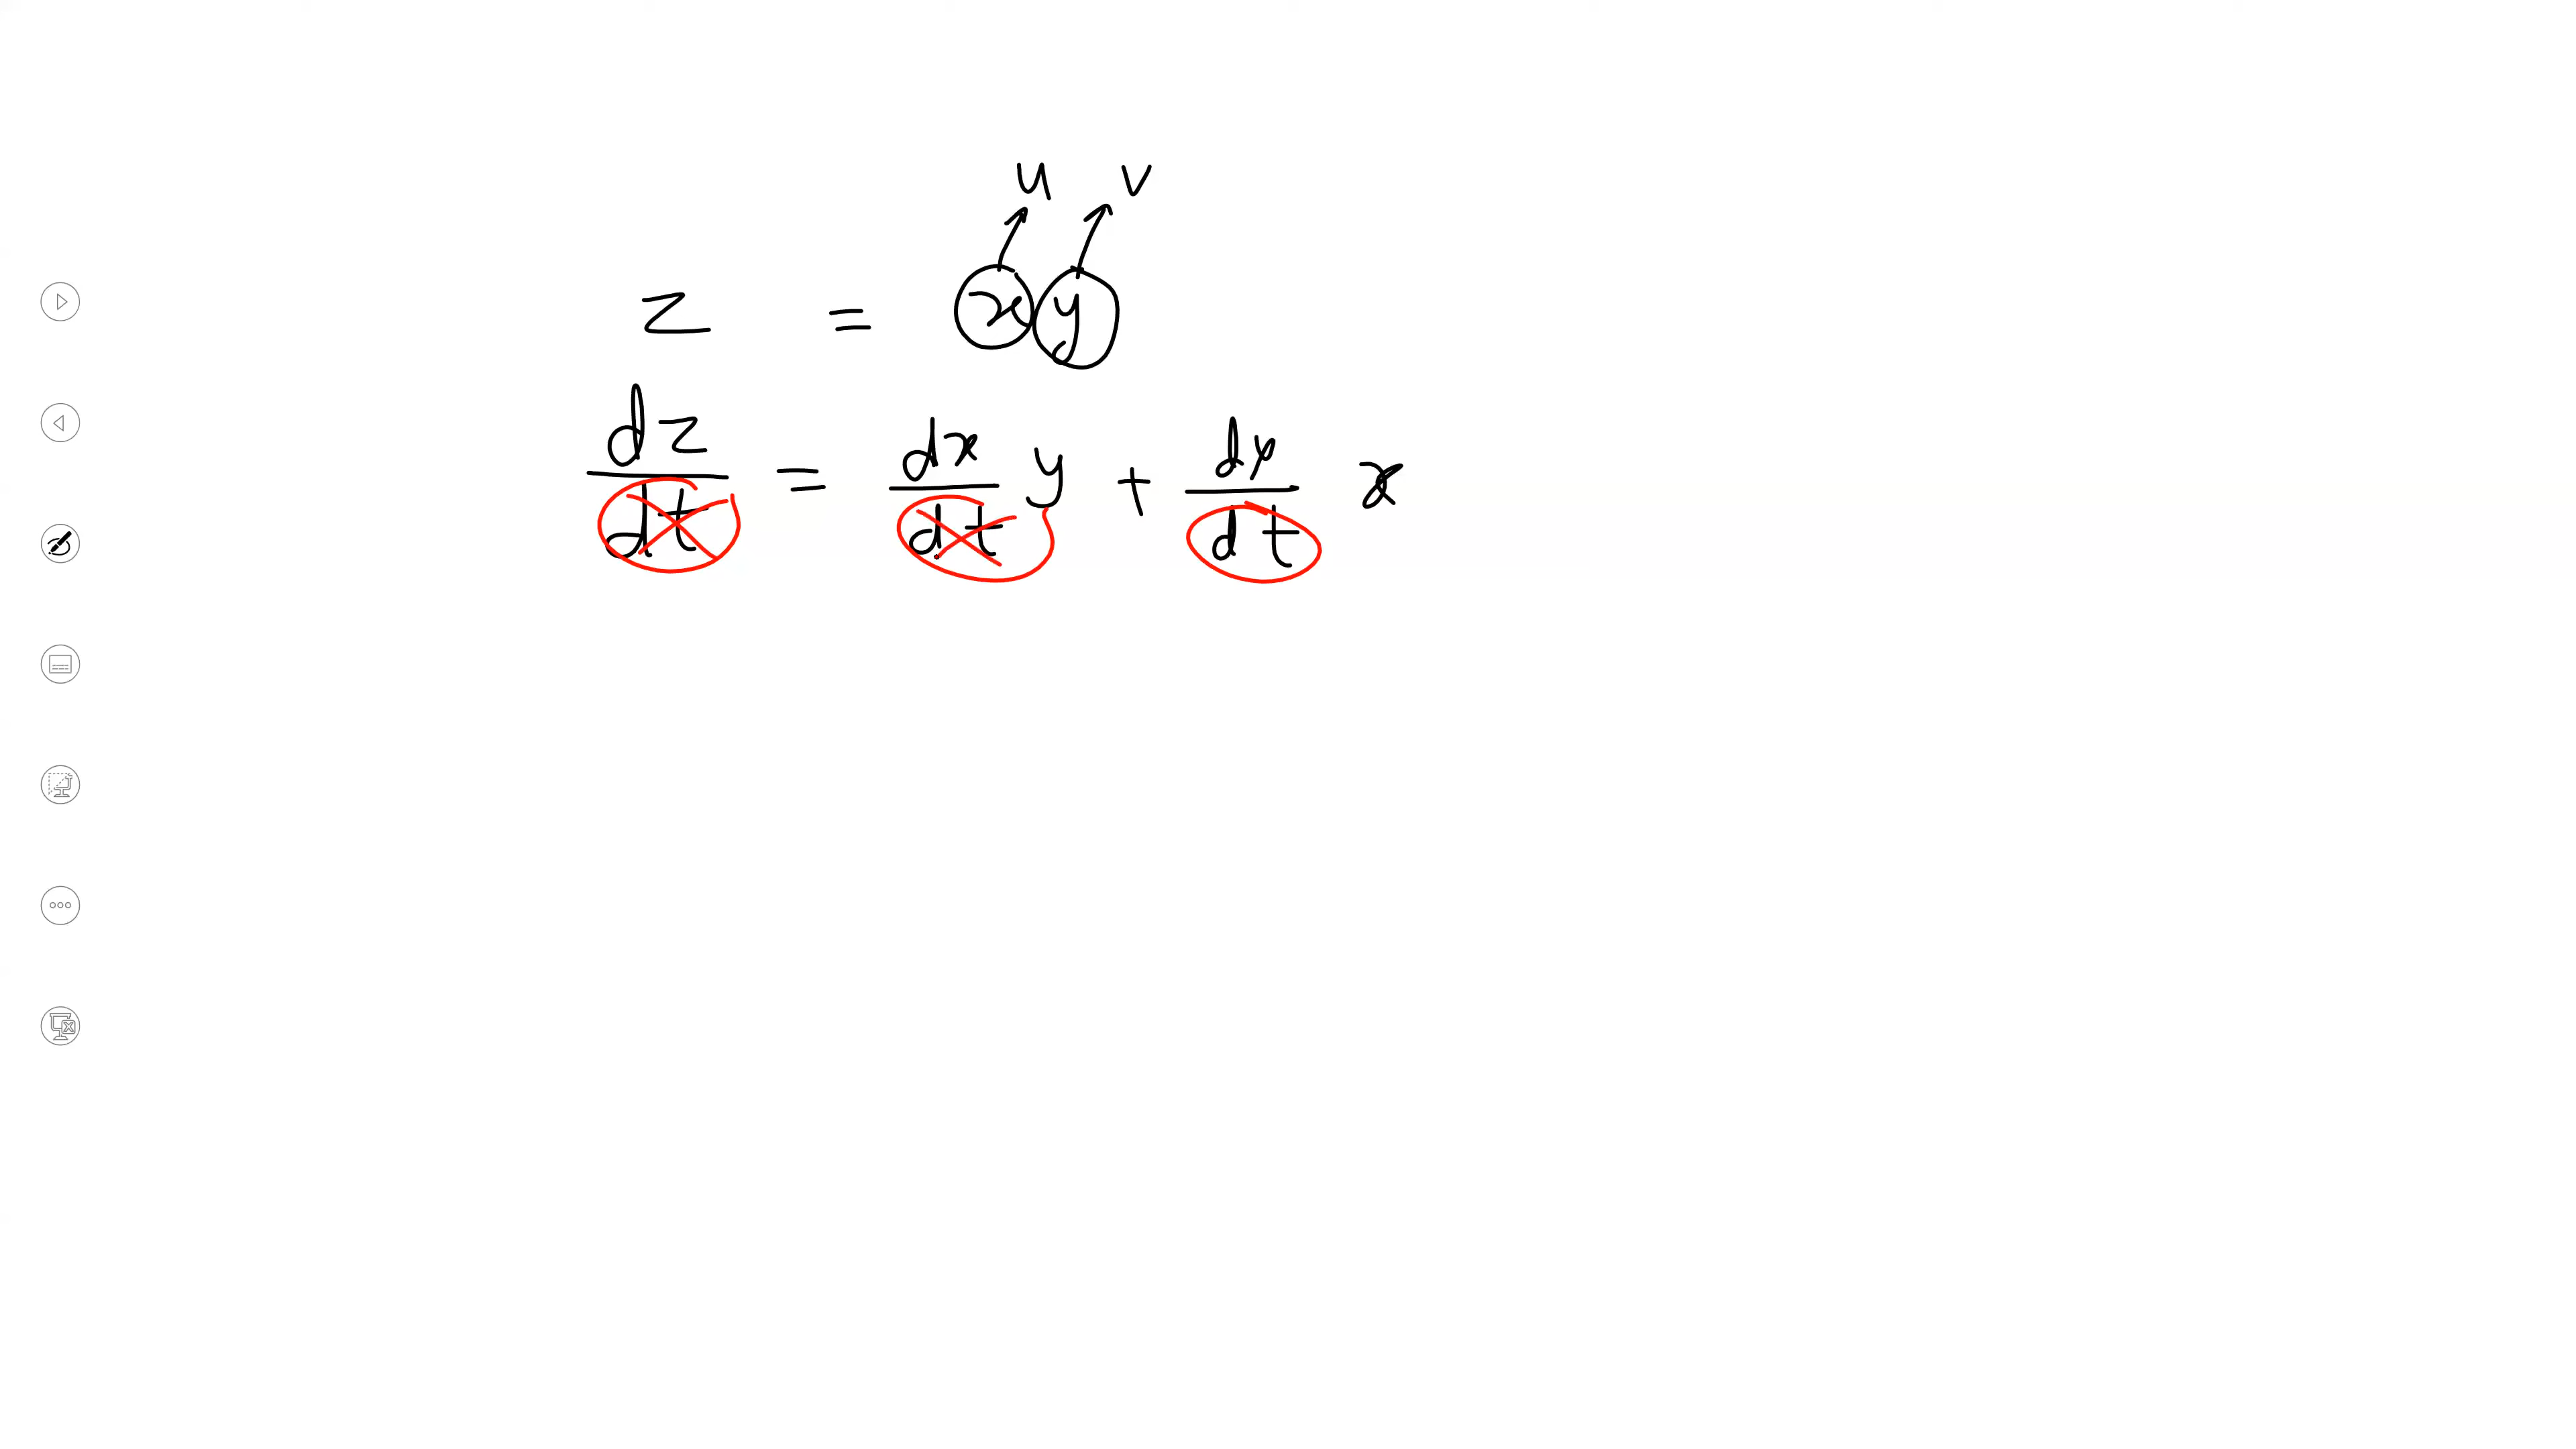 u v
z = xy
dz/dt = dx/dt y + dy/dt x